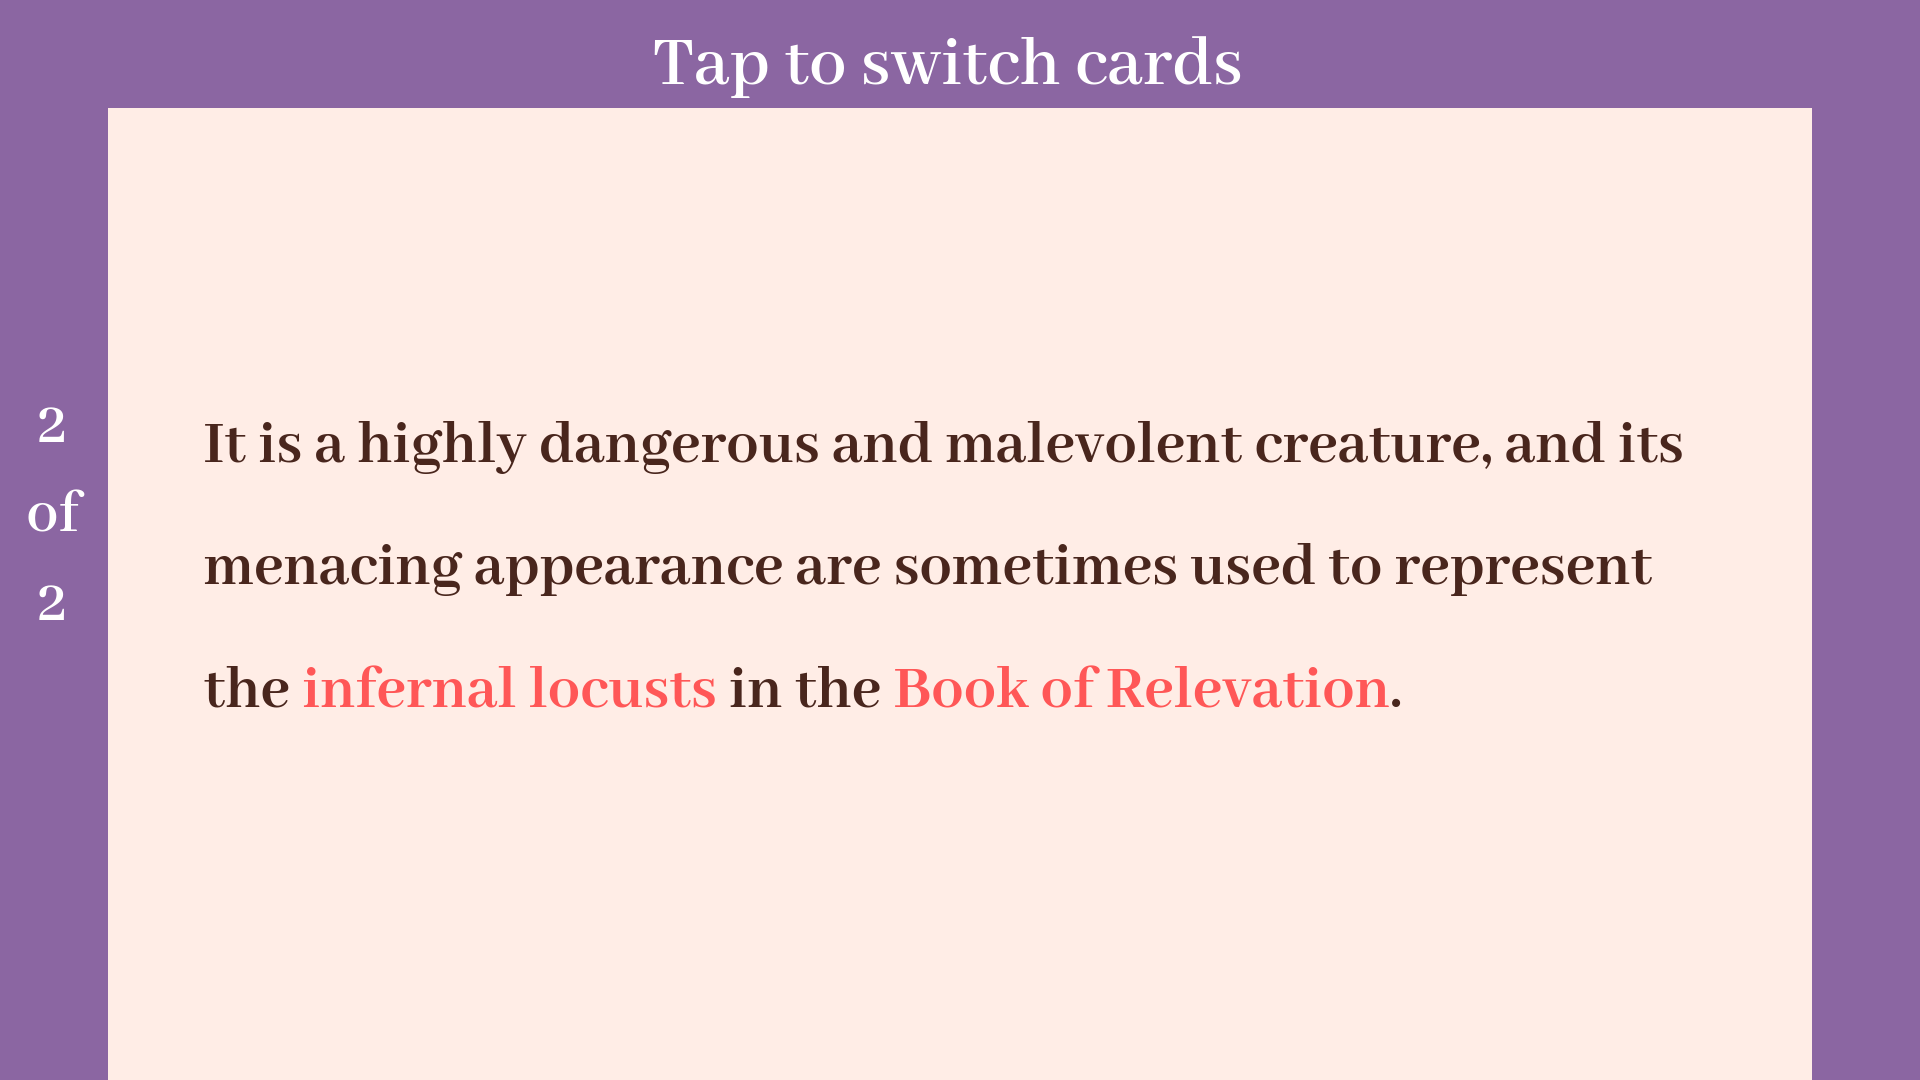 Tap to switch cards
2
of
2
It is a highly dangerous and malevolent creature, and its
menacing appearance are sometimes used to represent
the infernal locusts in the Book of Relevation.